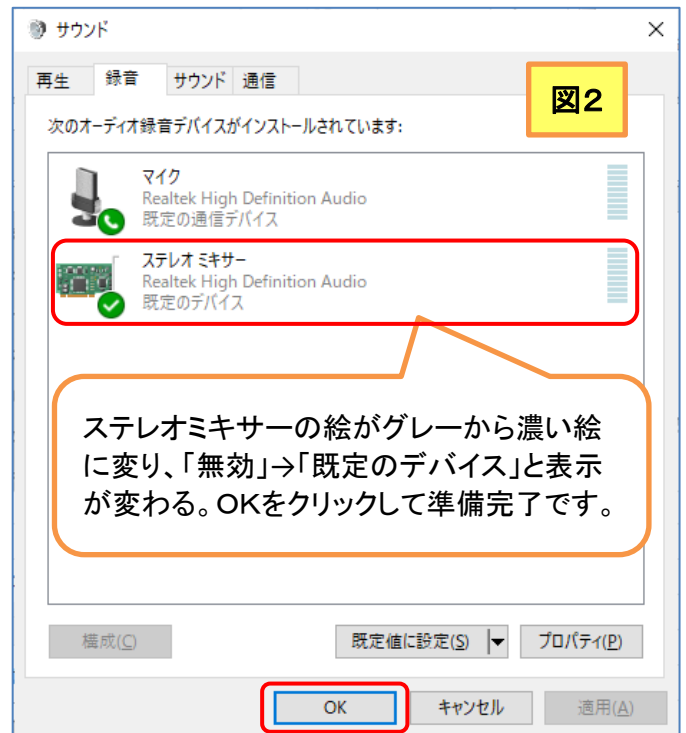 サウンド
再生 録音 サウンド 通信
図2
次のオーディオ録音デバイスがインストールされています:
マイク
Realtek High Definition Audio
既定の通信デバイス
ステレオ ミキサー
Realtek High Definition Audio
既定のデバイス
ステレオミキサーの絵がグレーから濃い絵
に変り、「無効」→「既定のデバイス」と表示
が変わる。OKをクリックして準備完了です。
構成(C) 既定値に設定(S) プロパティ(P)
OK キャンセル 適用(A)